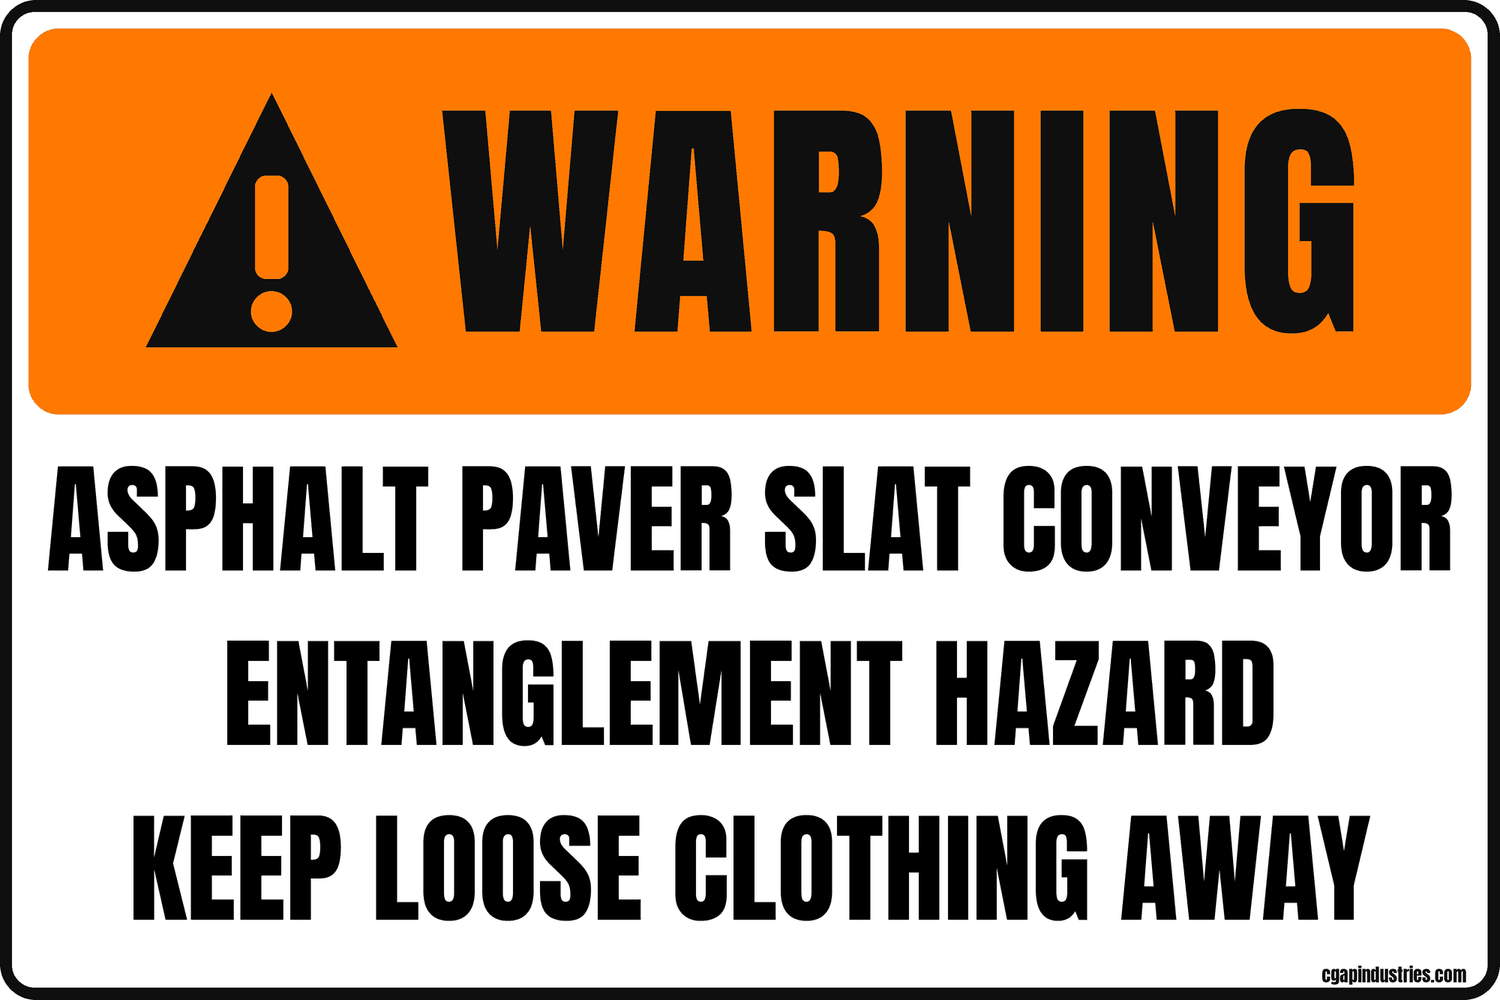 WARNING
ASPHALT PAVER SLAT CONVEYOR
ENTANGLEMENT HAZARD
KEEP LOOSE CLOTHING AWAY
cgapindustries.com